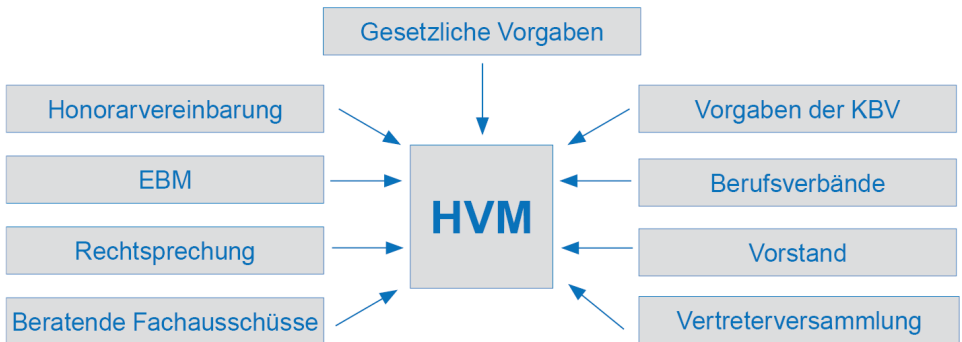 Gesetzliche Vorgaben
Honorarvereinbarung
Vorgaben der KBV
EBM
Berufsverbände
HVM
Rechtsprechung
Vorstand
Beratende Fachausschüsse
Vertreterversammlung